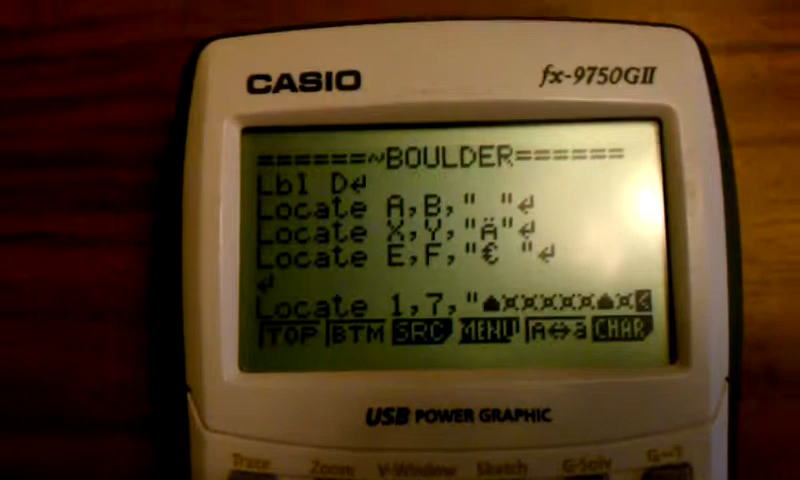 CASIO
fx-9750GII
======~BOULDER======
Lbl D↵
Locate A,B," "↵
Locate X,Y,"Ä"↵
Locate E,F,"€ "↵
↵
Locate 1,7,"♠¤¤¤¤¤♠¤
TOP BTM SRC MENU A⇔a CHAR
USB POWER GRAPHIC
Trace Zoom V-Window Sketch G-Solv G↔T